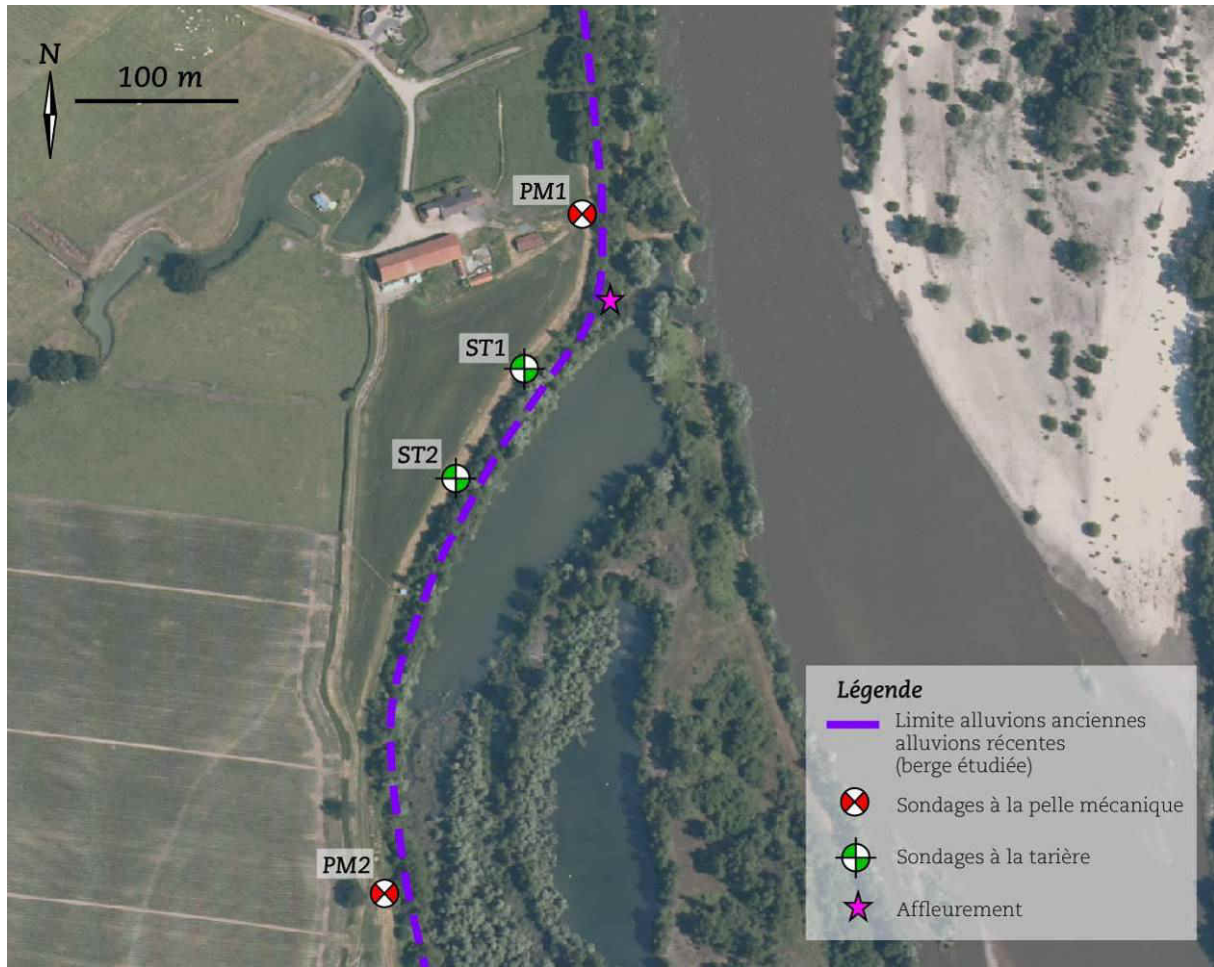 N
100 m
PM1
ST1
ST2
PM2
Légende
Limite alluvions anciennes
alluvions récentes
(berge étudiée)
Sondages à la pelle mécanique
Sondages à la tarière
Affleurement